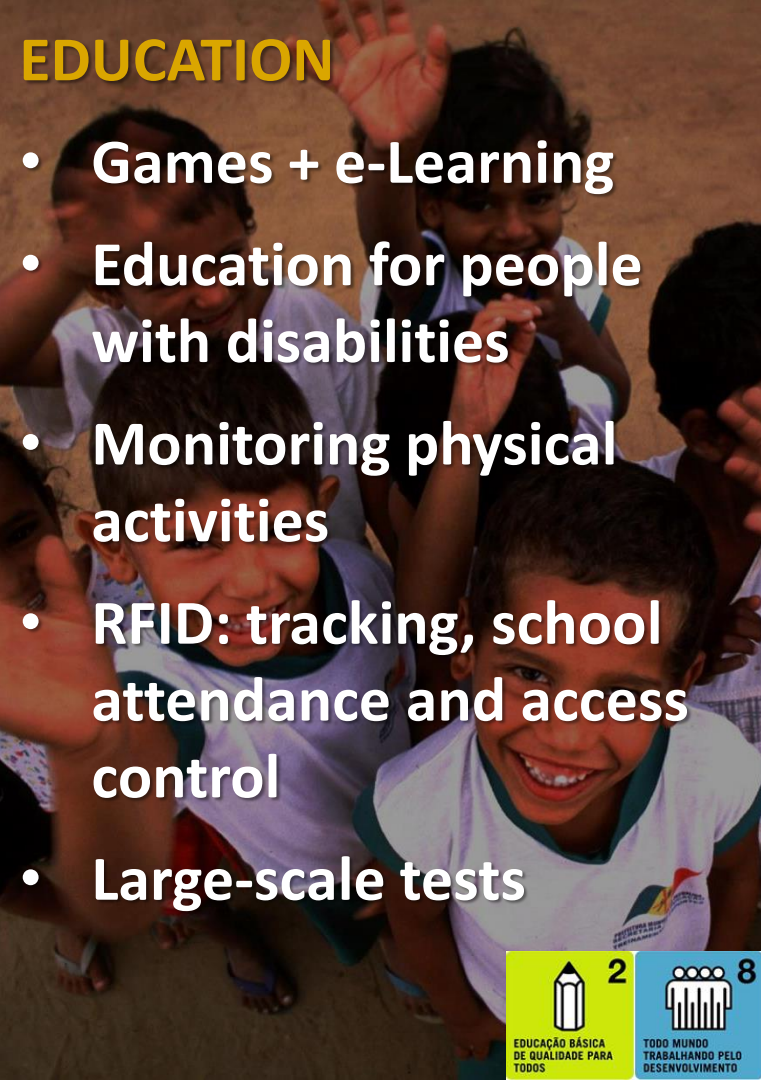 EDUCATION
• Games + e-Learning
• Education for people
with disabilities
• Monitoring physical
activities
• RFID: tracking, school
attendance and access
control
• Large-scale tests
2
EDUCAÇÃO BÁSICA
DE QUALIDADE PARA
TODOS
8
TODO MUNDO
TRABALHANDO PELO
DESENVOLVIMENTO